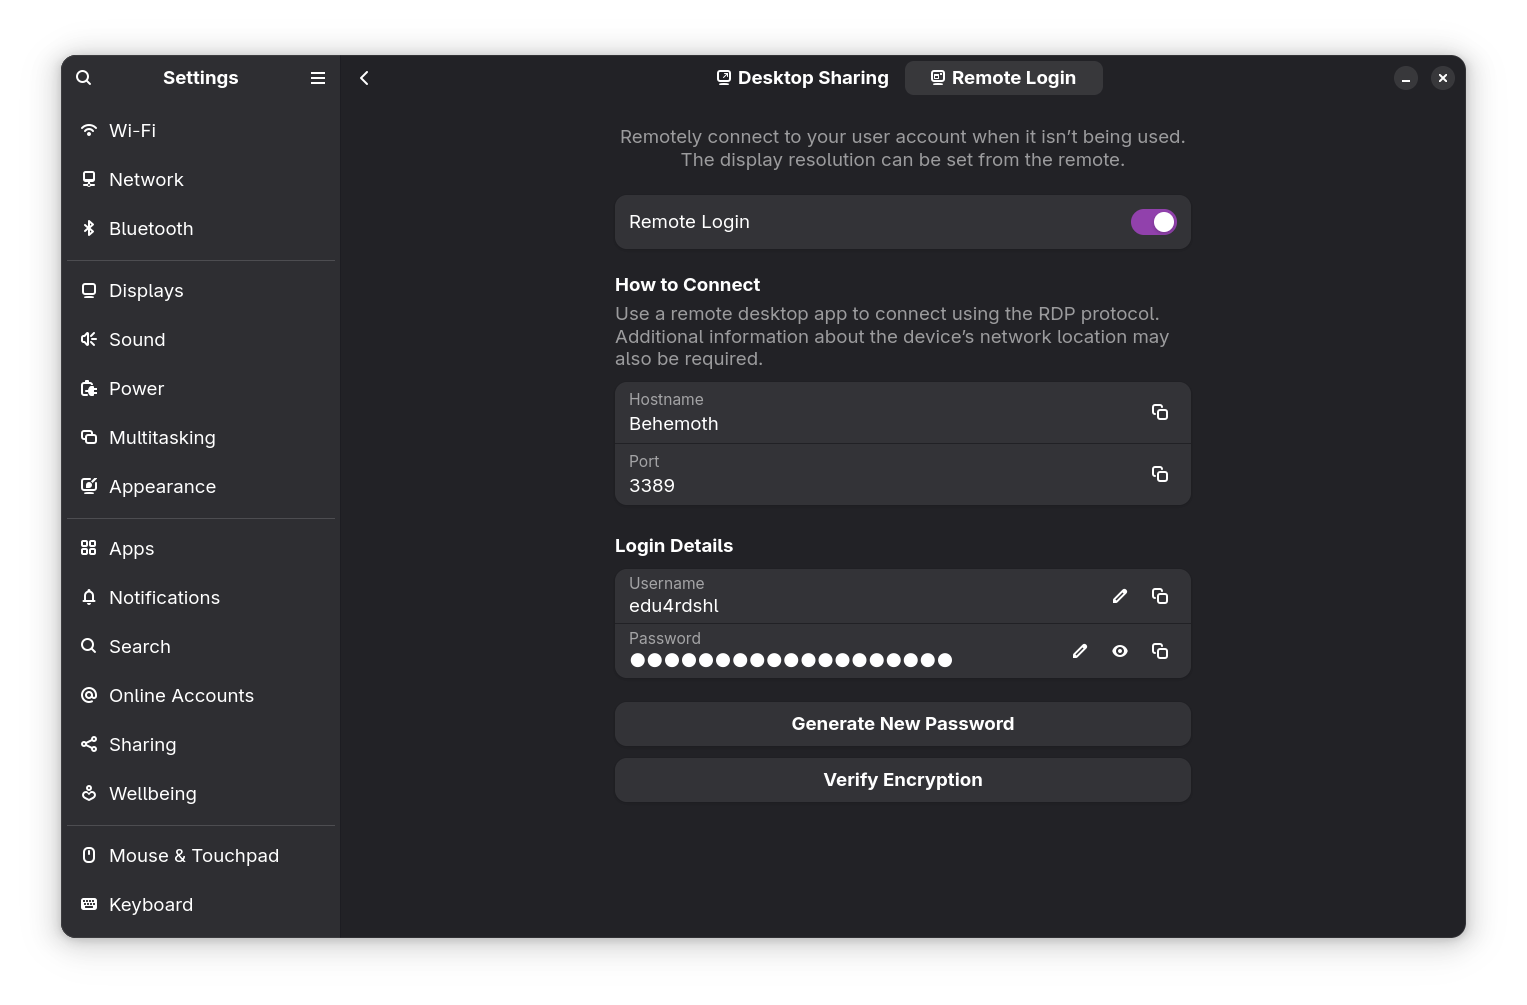 Settings
Wi-Fi
Network
Bluetooth
Displays
Sound
Power
Multitasking
Appearance
Apps
Notifications
Search
Online Accounts
Sharing
Wellbeing
Mouse & Touchpad
Keyboard
Desktop Sharing
Remote Login
Remotely connect to your user account when it isn’t being used.
The display resolution can be set from the remote.
Remote Login
How to Connect
Use a remote desktop app to connect using the RDP protocol.
Additional information about the device’s network location may
also be required.
Hostname
Behemoth
Port
3389
Login Details
Username
edu4rdshl
Password
●●●●●●●●●●●●●●●●●●●
Generate New Password
Verify Encryption